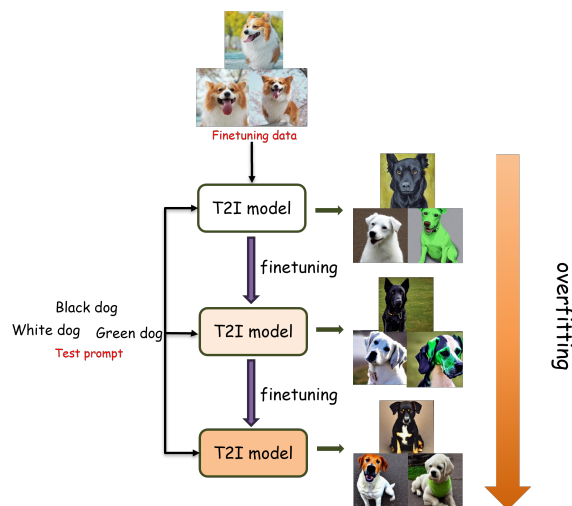 Finetuning data
T2I model
finetuning
Black dog
White dog
Green dog
Test prompt
T2I model
finetuning
T2I model
overfitting